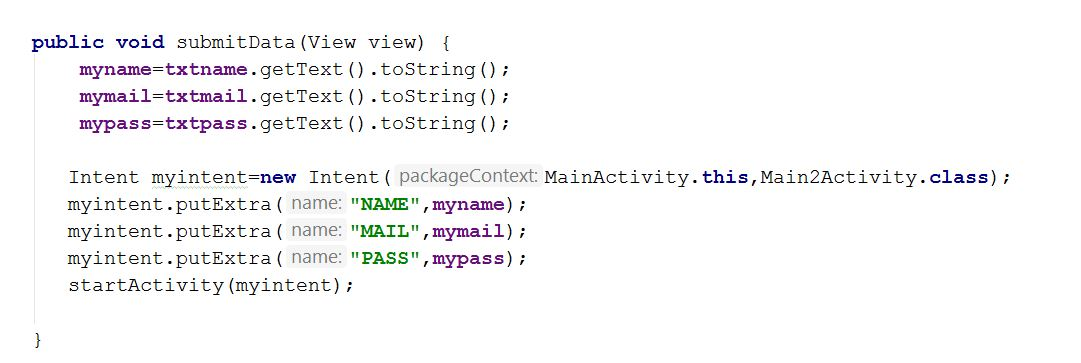 public void submitData(View view) {
myname=txtname.getText().toString();
mymail=txtmail.getText().toString();
mypass=txtpass.getText().toString();
Intent myintent=new Intent( packageContext: MainActivity.this,Main2Activity.class);
myintent.putExtra( name: "NAME",myname);
myintent.putExtra( name: "MAIL",mymail);
myintent.putExtra( name: "PASS",mypass);
startActivity(myintent);
}